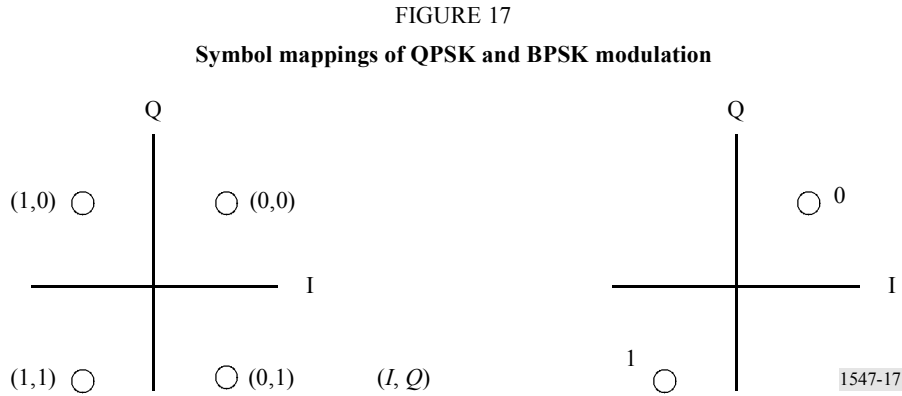 FIGURE 17
Symbol mappings of QPSK and BPSK modulation
Q Q
(1,0) (0,0) 0
I I
(1,1) (0,1) (I, Q) 1 1547-17